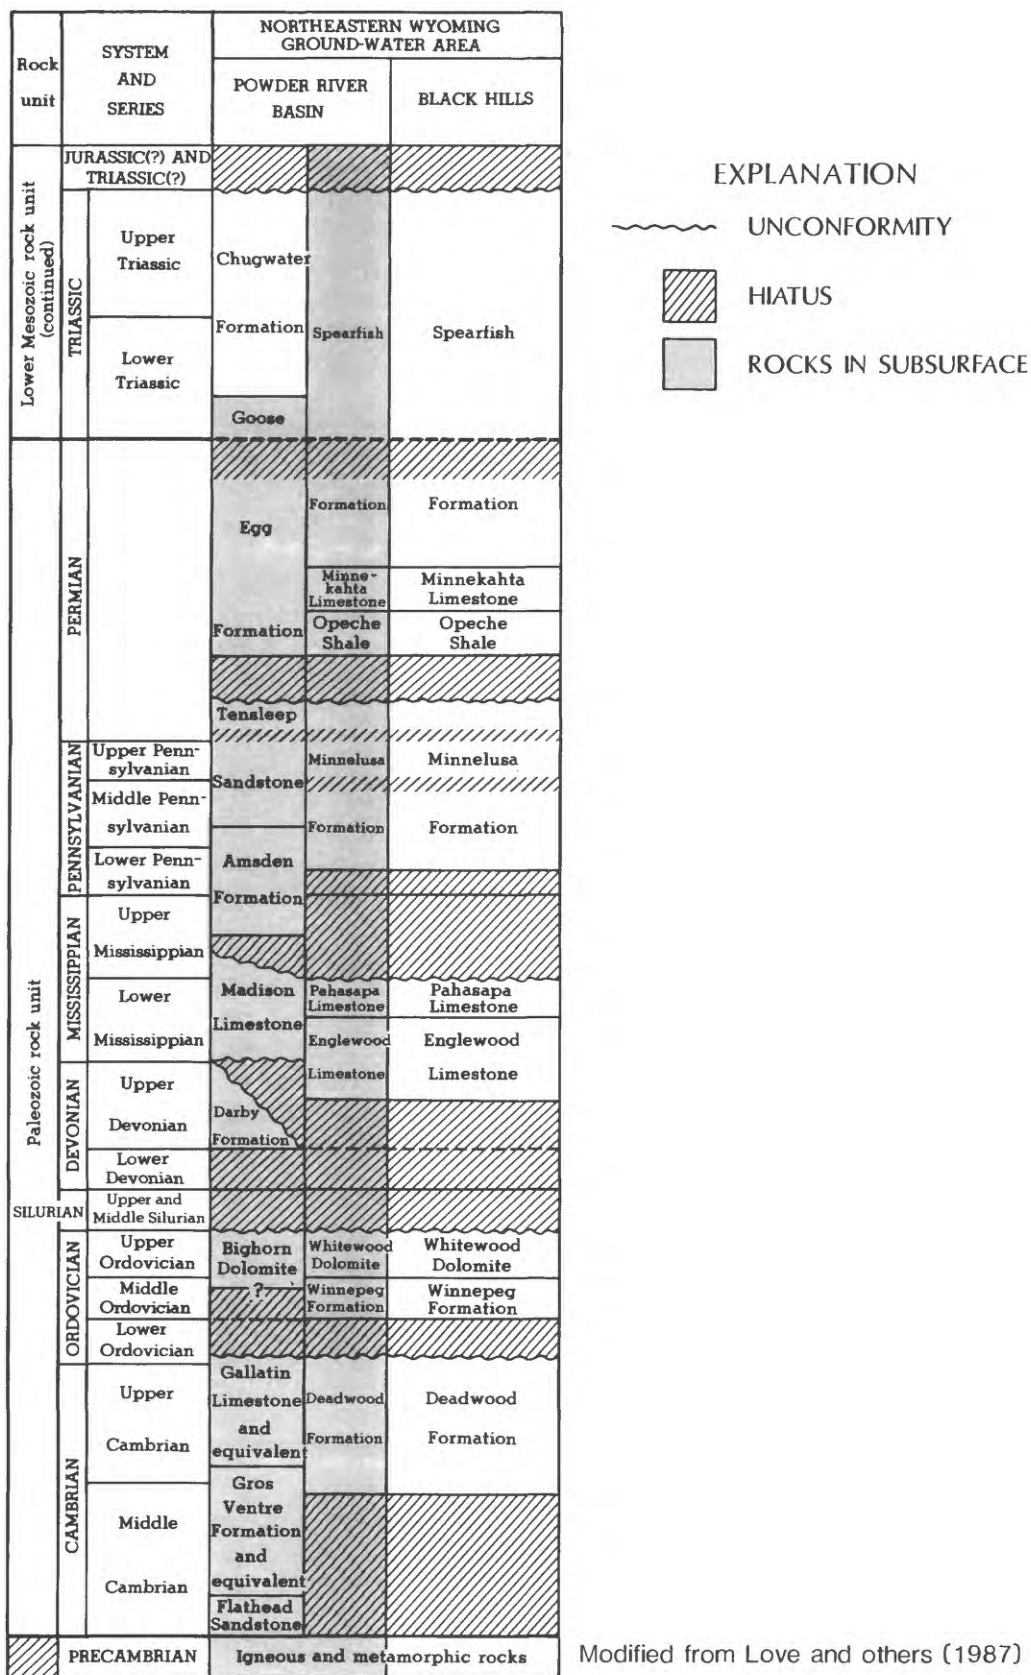 NORTHEASTERN WYOMING
GROUND-WATER AREA
Rock
unit
SYSTEM
AND
SERIES
POWDER RIVER
BASIN
BLACK HILLS
Lower Mesozoic rock unit
(continued)
JURASSIC(?) AND
TRIASSIC(?)
TRIASSIC
Upper
Triassic
Lower
Triassic
Chugwater
Formation
Goose
Spearfish
Spearfish
Paleozoic rock unit
PERMIAN
Egg
Formation
Formation
Formation
Minne-
kahta
Limestone
Minnekahta
Limestone
Opeche
Shale
Opeche
Shale
Tensleep
Sandstone
PENNSYLVANIAN
Upper Penn-
sylvanian
Middle Penn-
sylvanian
Lower Penn-
sylvanian
Minnelusa
Formation
Minnelusa
Formation
Amsden
Formation
MISSISSIPPIAN
Upper
Mississippian
Lower
Mississippian
Madison
Limestone
Pahasapa
Limestone
Pahasapa
Limestone
Englewood
Limestone
Englewood
Limestone
DEVONIAN
Upper
Devonian
Lower
Devonian
Darby
Formation
SILURIAN
Upper and
Middle Silurian
ORDOVICIAN
Upper
Ordovician
Middle
Ordovician
Lower
Ordovician
Bighorn
Dolomite
?
Whitewood
Dolomite
Whitewood
Dolomite
Winnepeg
Formation
Winnepeg
Formation
CAMBRIAN
Upper
Cambrian
Middle
Cambrian
Gallatin
Limestone
and
equivalent
Gros
Ventre
Formation
and
equivalent
Flathead
Sandstone
Deadwood
Formation
Deadwood
Formation
PRECAMBRIAN
Igneous and metamorphic rocks
EXPLANATION
UNCONFORMITY
HIATUS
ROCKS IN SUBSURFACE
Modified from Love and others (1987)